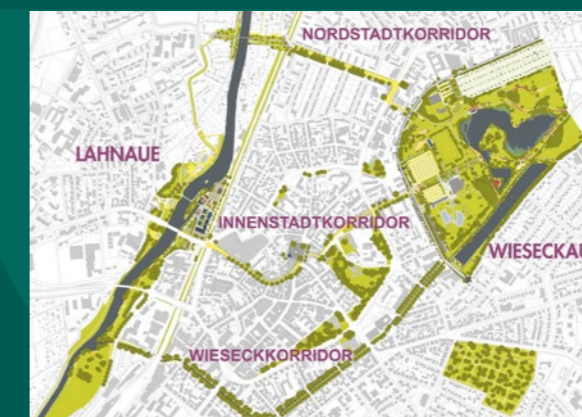 NORDSTADTKORRIDOR
LAHNAUE
INNENSTADTKORRIDOR
WIESECKAU
WIESECKKORRIDOR